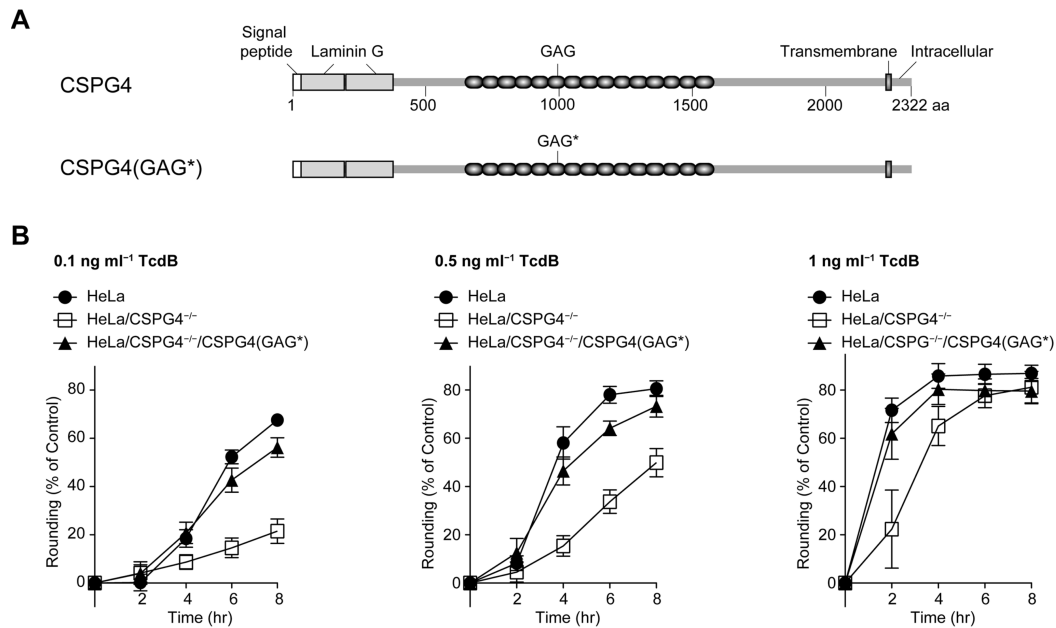 A
Signal
peptide
Laminin G
GAG
Transmembrane
Intracellular
CSPG4
1
500
1000
1500
2000
2322 aa
GAG*
CSPG4(GAG*)
B
0.1 ng ml⁻¹ TcdB
HeLa
HeLa/CSPG4⁻/⁻
HeLa/CSPG4⁻/⁻/CSPG4(GAG*)
Rounding (% of Control)
80
60
40
20
0
2 4 6 8
Time (hr)
0.5 ng ml⁻¹ TcdB
HeLa
HeLa/CSPG4⁻/⁻
HeLa/CSPG4⁻/⁻/CSPG4(GAG*)
Rounding (% of Control)
80
60
40
20
0
2 4 6 8
Time (hr)
1 ng ml⁻¹ TcdB
HeLa
HeLa/CSPG4⁻/⁻
HeLa/CSPG⁻/⁻/CSPG4(GAG*)
Rounding (% of Control)
80
60
40
20
0
2 4 6 8
Time (hr)